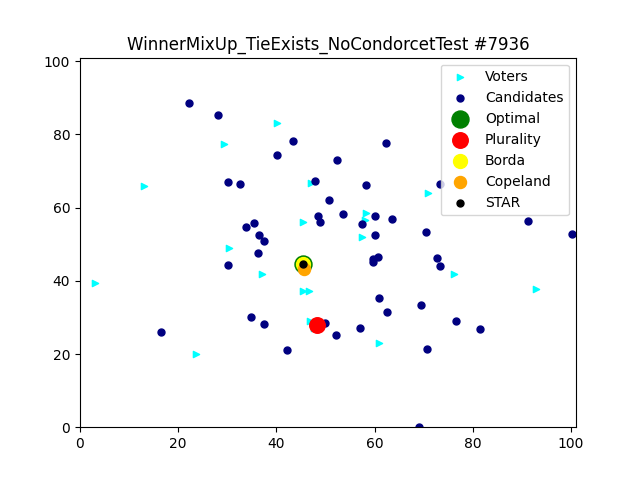 WinnerMixUp_TieExists_NoCondorcetTest #7936
100
80
60
40
20
0
0
20
40
60
80
100
Voters
Candidates
Optimal
Plurality
Borda
Copeland
STAR